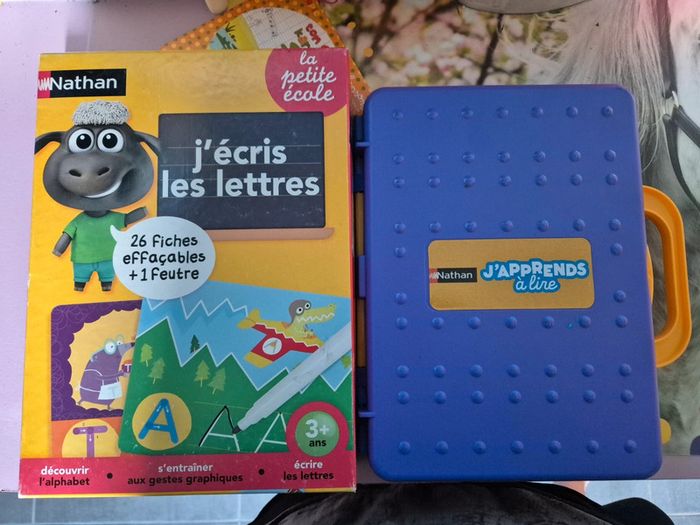 Nathan
la
petite
école
j'écris
les lettres
26 fiches
effaçables
+ 1 feutre
A
T
A A A
3+
ans
découvrir
l'alphabet
•
s'entraîner
aux gestes graphiques
•
écrire
les lettres
Nathan
J'APPRENDS
à lire